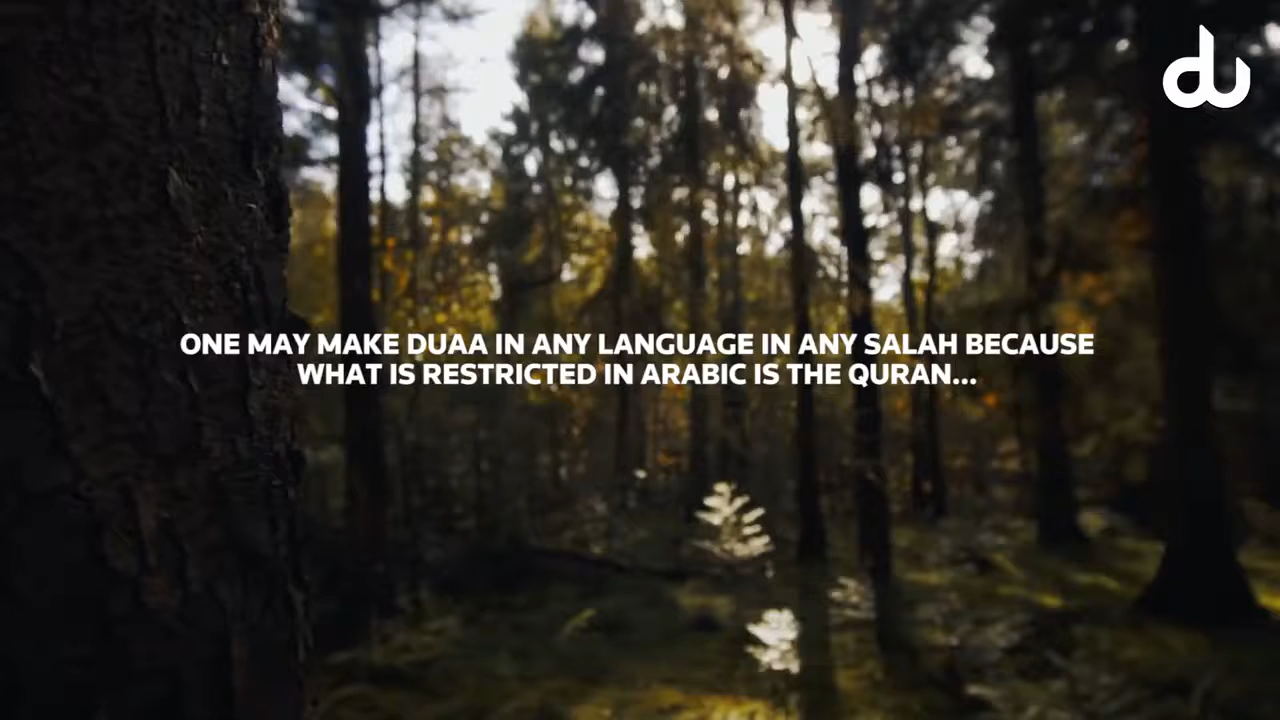 du
ONE MAY MAKE DUAA IN ANY LANGUAGE IN ANY SALAH BECAUSE
WHAT IS RESTRICTED IN ARABIC IS THE QURAN...